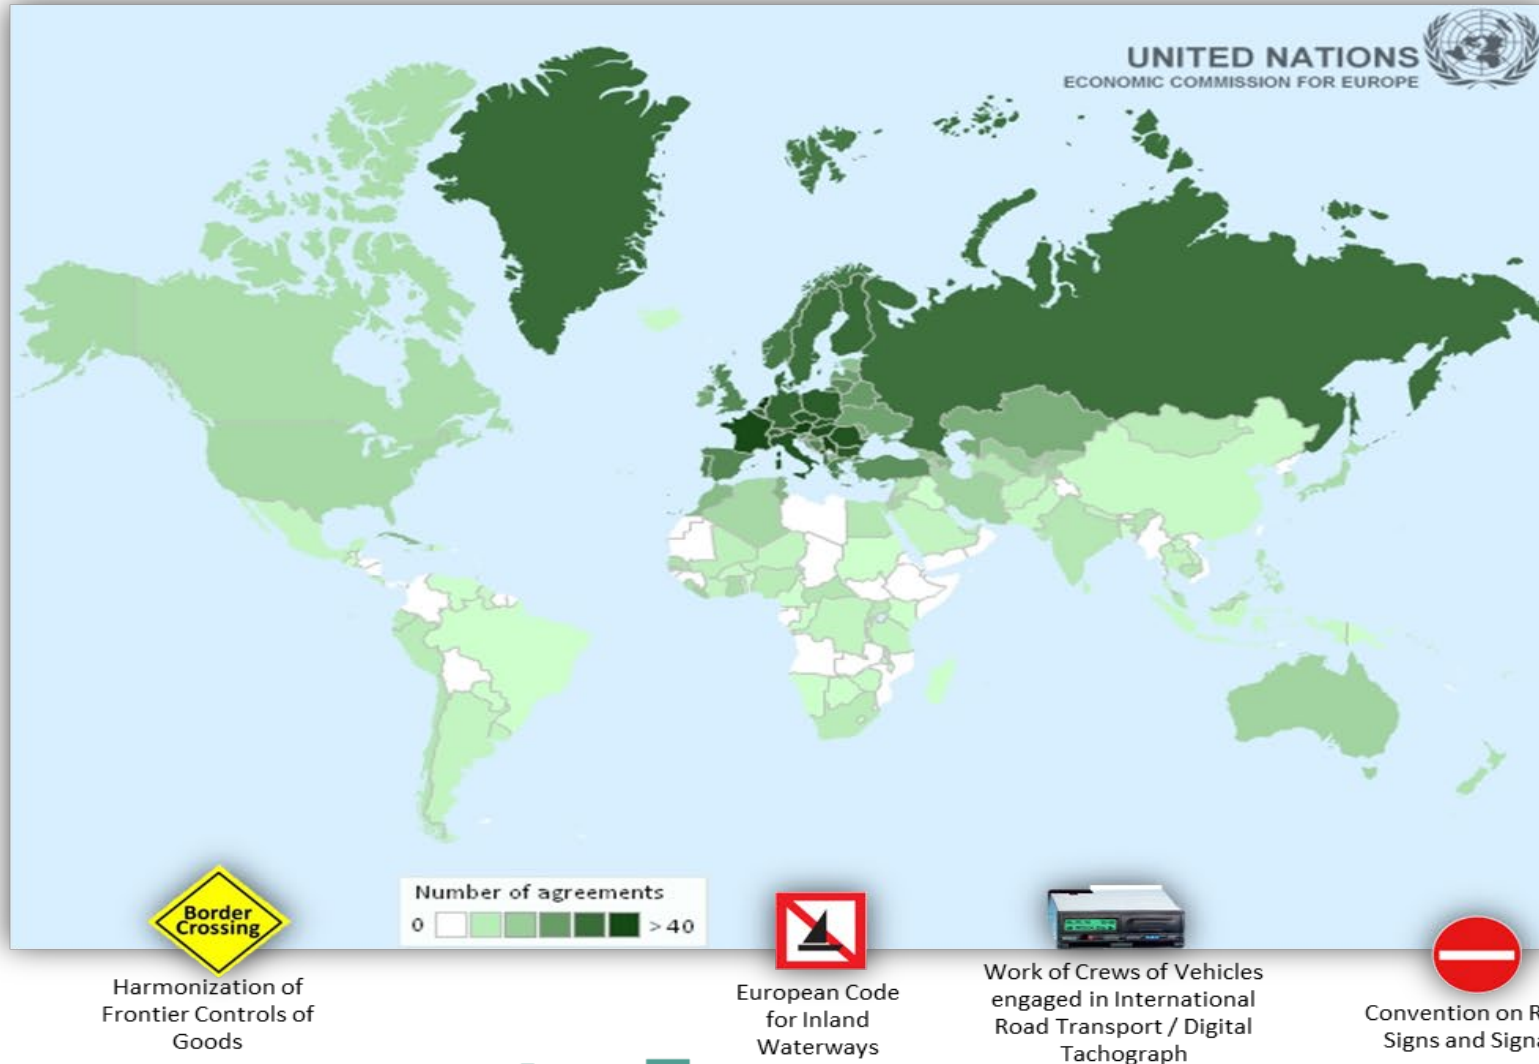 UNITED NATIONS
ECONOMIC COMMISSION FOR EUROPE
Number of agreements
0 >40
Border
Crossing
Harmonization of
Frontier Controls of
Goods
European Code
for Inland
Waterways
Work of Crews of Vehicles
engaged in International
Road Transport / Digital
Tachograph
Convention on R
Signs and Sign